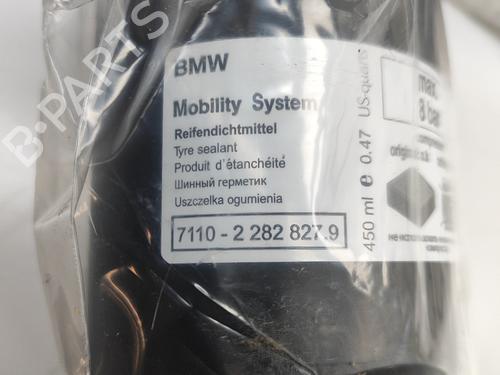 BMW
Mobility System
Reifendichtmittel
Tyre sealant
Produit d'étanchéité
Шинный герметик
Uszczelka ogumienia
7110 - 2 282 827.9
450 ml e 0.47 US-quarts
max.
8 bar
B-PARTS